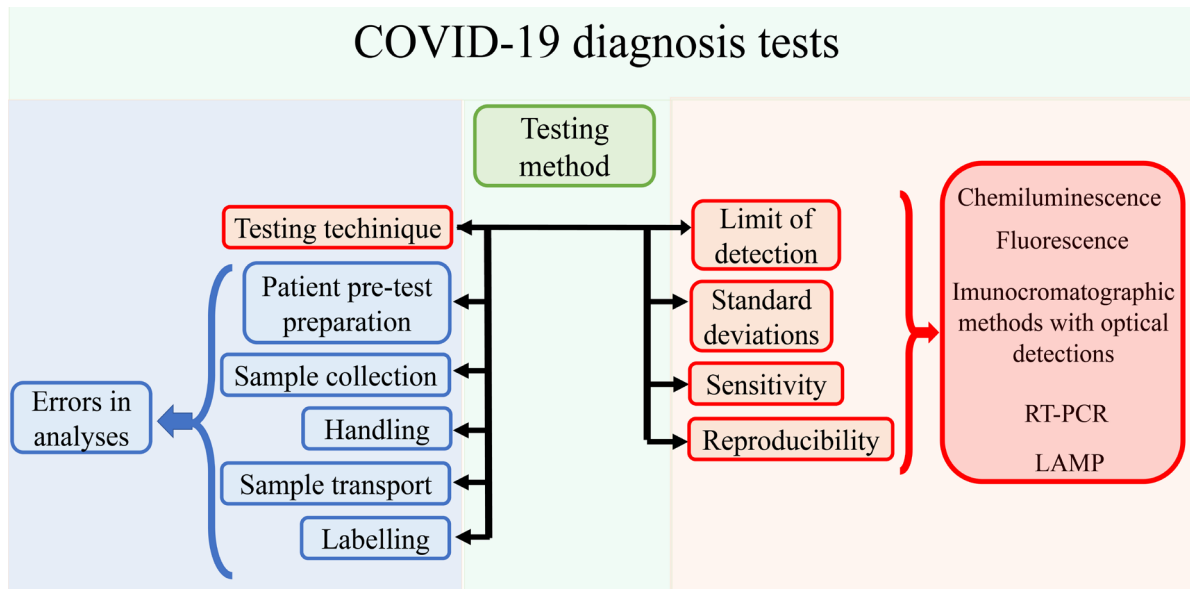 COVID-19 diagnosis tests
Testing
method
Testing techinique
Patient pre-test
preparation
Sample collection
Handling
Sample transport
Labelling
Errors in
analyses
Limit of
detection
Standard
deviations
Sensitivity
Reproducibility
Chemiluminescence
Fluorescence
Imunocromatographic
methods with optical
detections
RT-PCR
LAMP